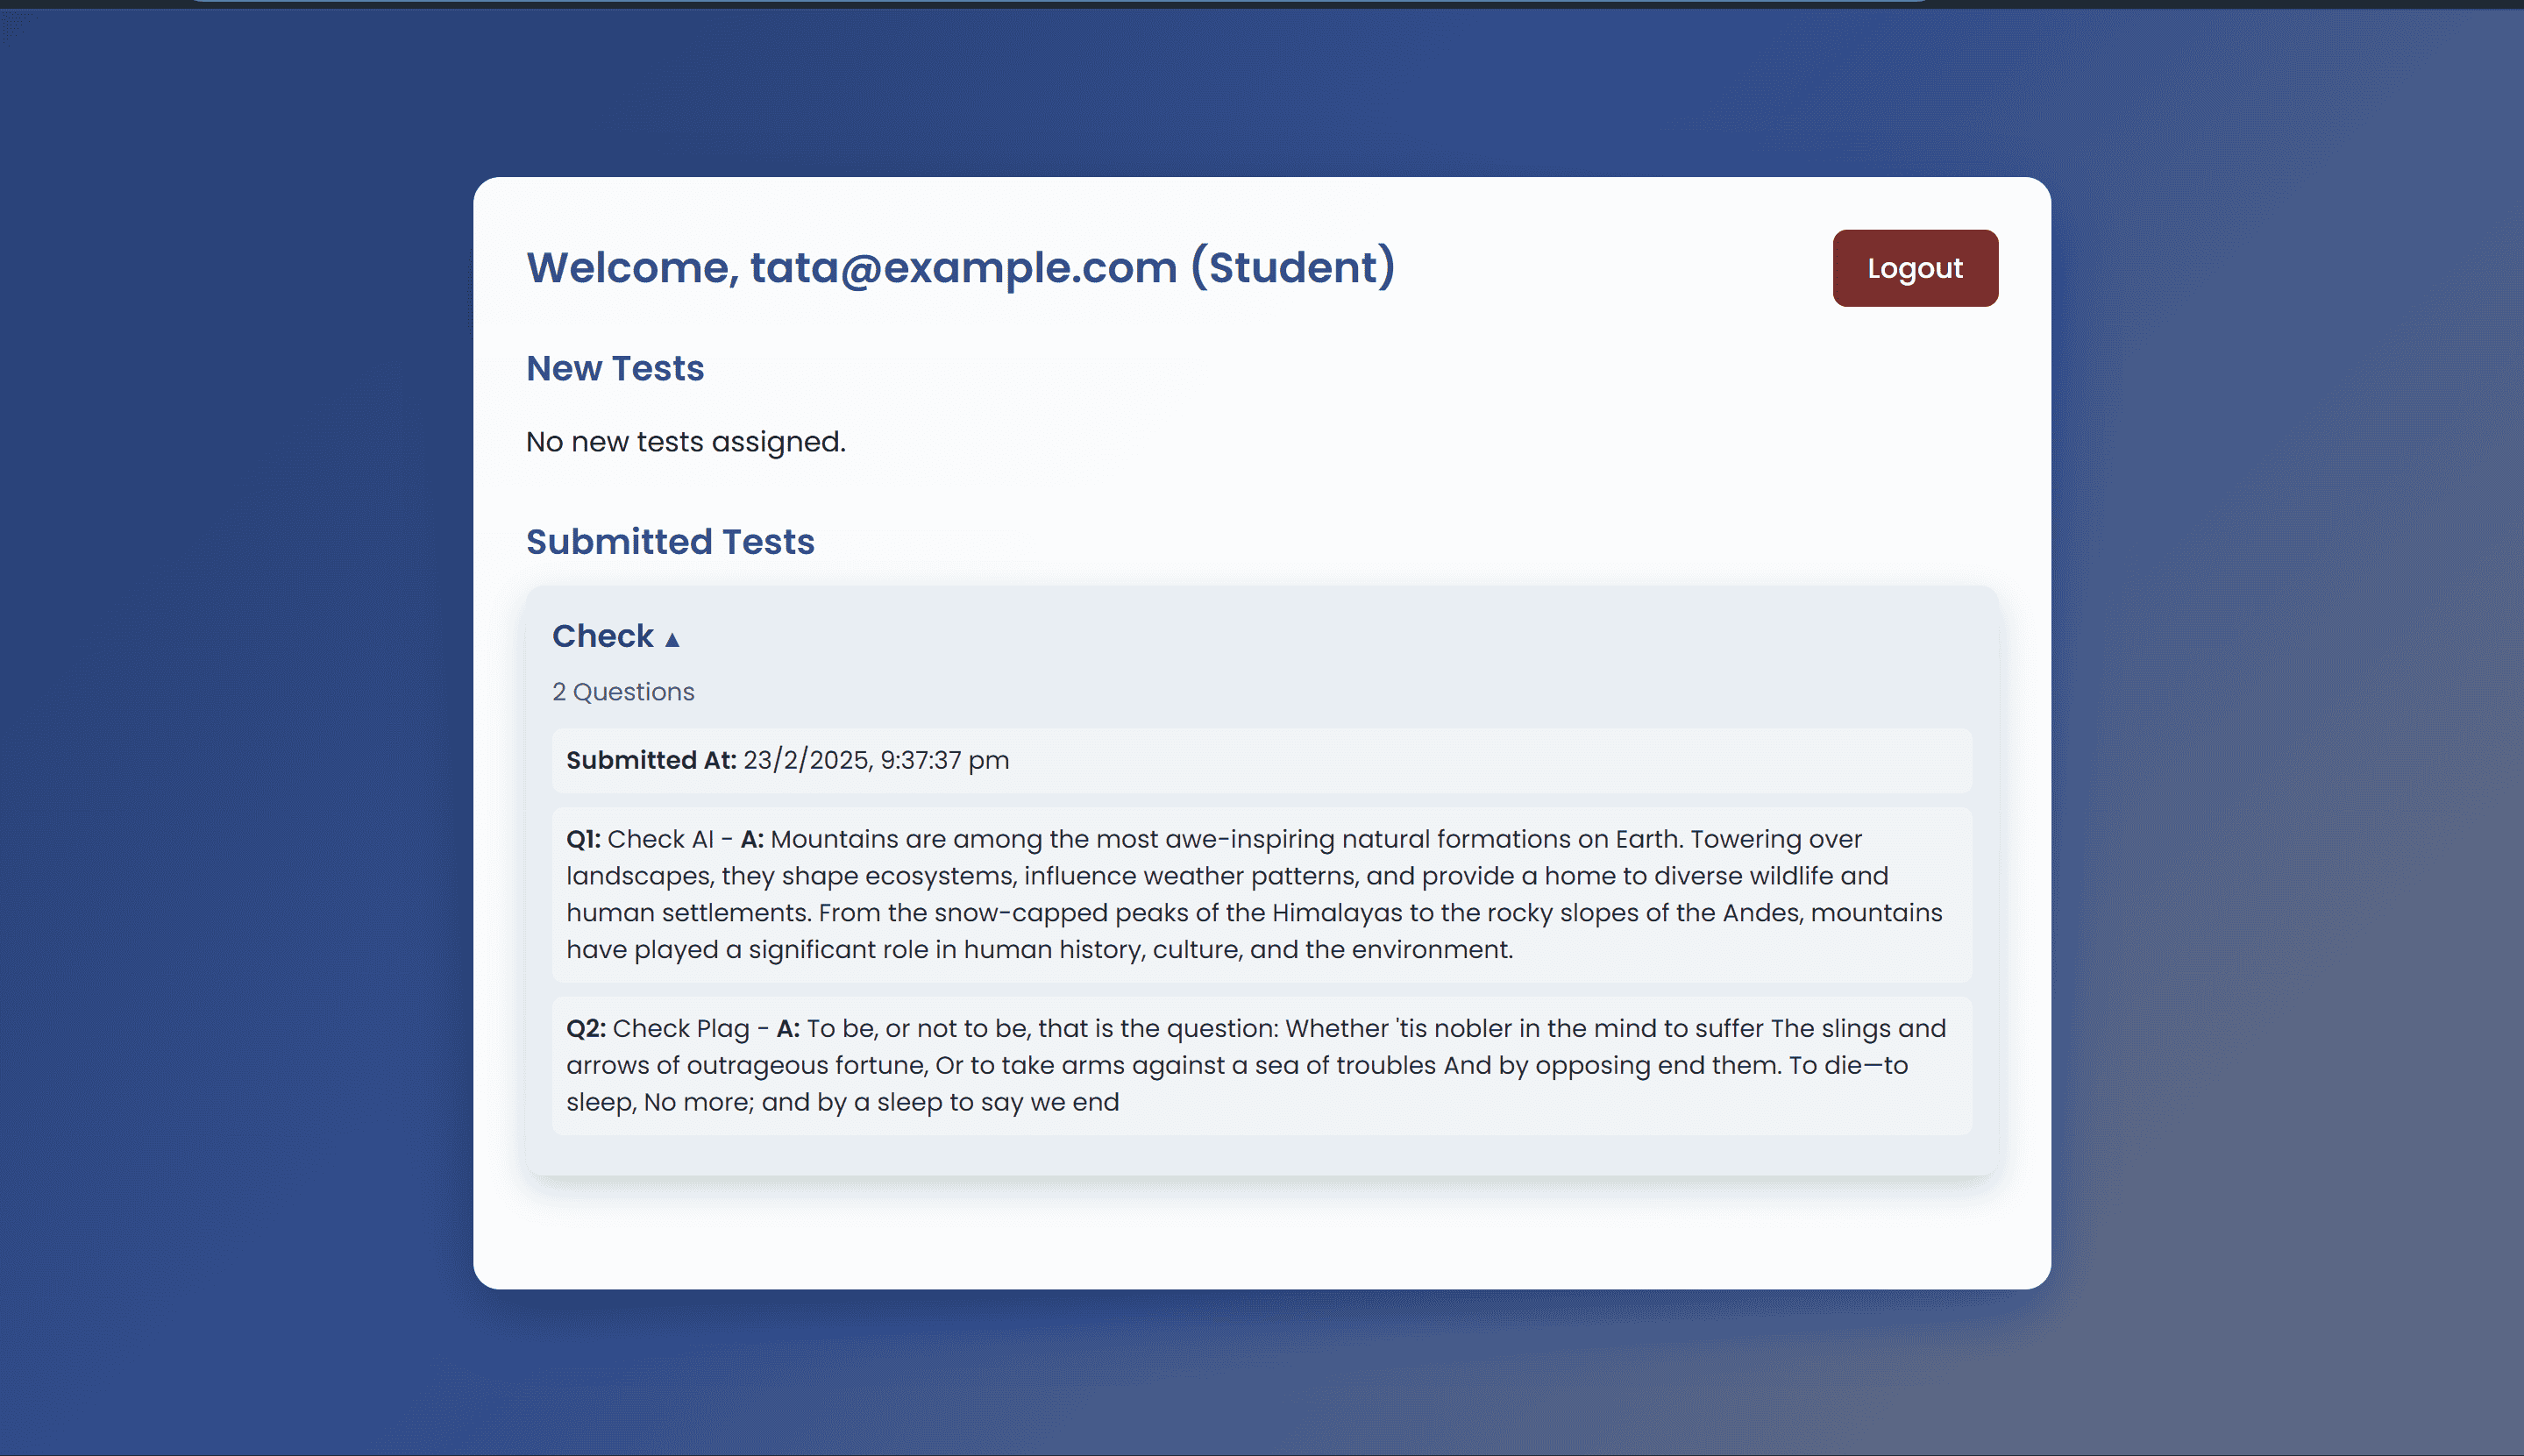 Welcome, tata@example.com (Student)
Logout
New Tests
No new tests assigned.
Submitted Tests
Check ▲
2 Questions
Submitted At: 23/2/2025, 9:37:37 pm
Q1: Check AI - A: Mountains are among the most awe-inspiring natural formations on Earth. Towering over
landscapes, they shape ecosystems, influence weather patterns, and provide a home to diverse wildlife and
human settlements. From the snow-capped peaks of the Himalayas to the rocky slopes of the Andes, mountains
have played a significant role in human history, culture, and the environment.
Q2: Check Plag - A: To be, or not to be, that is the question: Whether 'tis nobler in the mind to suffer The slings and
arrows of outrageous fortune, Or to take arms against a sea of troubles And by opposing end them. To die—to
sleep, No more; and by a sleep to say we end